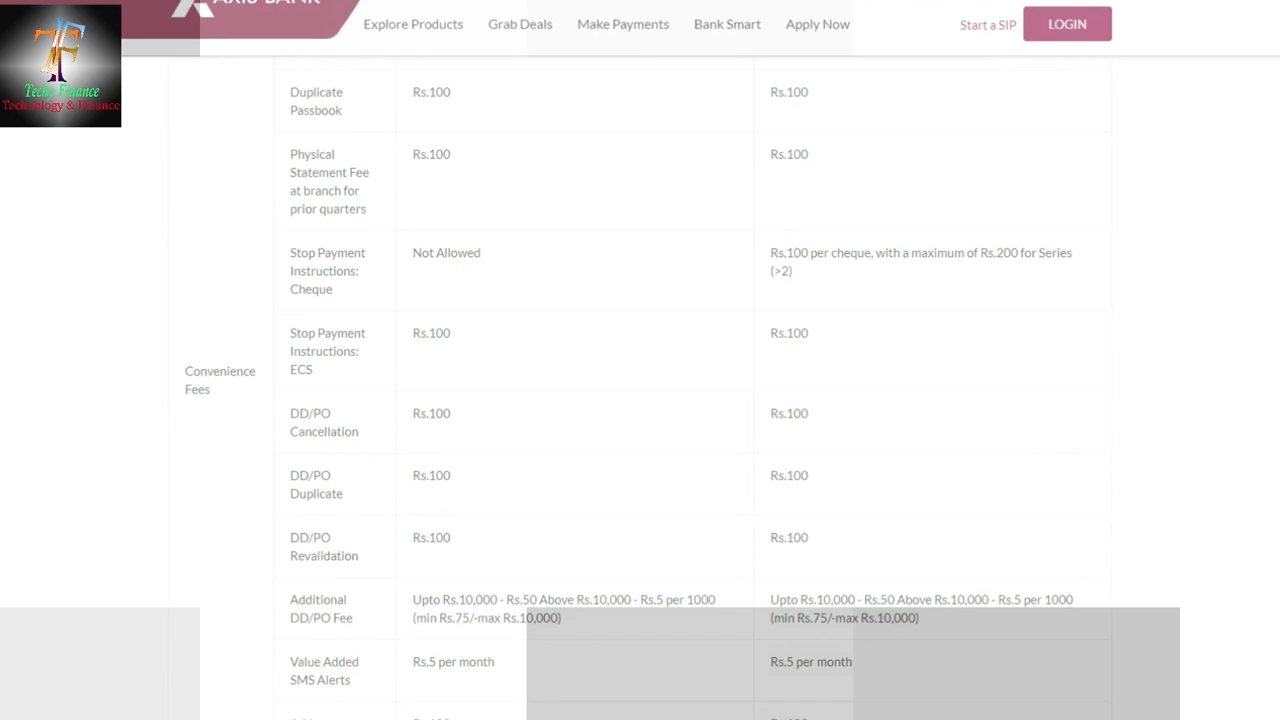 AXIS BANK
Explore Products Grab Deals Make Payments Bank Smart Apply Now Start a SIP LOGIN
Techy Finance
Technology & Finance
Convenience
Fees
Duplicate
Passbook
Rs.100
Rs.100
Physical
Statement Fee
at branch for
prior quarters
Rs.100
Rs.100
Stop Payment
Instructions:
Cheque
Not Allowed
Rs.100 per cheque, with a maximum of Rs.200 for Series
(>2)
Stop Payment
Instructions:
ECS
Rs.100
Rs.100
DD/PO
Cancellation
Rs.100
Rs.100
DD/PO
Duplicate
Rs.100
Rs.100
DD/PO
Revalidation
Rs.100
Rs.100
Additional
DD/PO Fee
Upto Rs.10,000 - Rs.50 Above Rs.10,000 - Rs.5 per 1000
(min Rs.75/-max Rs.10,000)
Upto Rs.10,000 - Rs.50 Above Rs.10,000 - Rs.5 per 1000
(min Rs.75/-max Rs.10,000)
Value Added
SMS Alerts
Rs.5 per month
Rs.5 per month